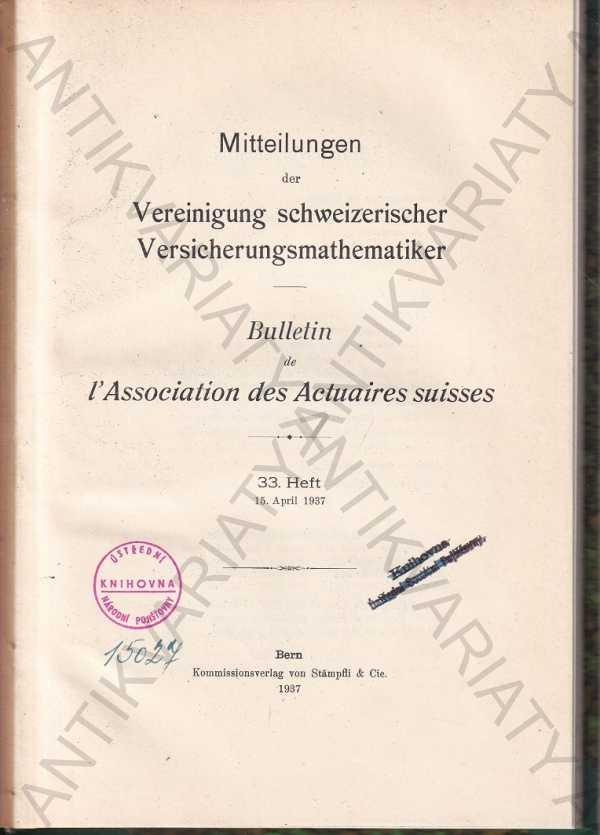 Mitteilungen
der
Vereinigung schweizerischer
Versicherungsmathematiker
Bulletin
de
l'Association des Actuaires suisses
33. Heft
15. April 1937
ÚSTŘEDNÍ
KNIHOVNA
NÁRODNÍ POJIŠŤOVNY
15027
Knihovna
Bern
Kommissionsverlag von Stämpfli & Cie.
1937
ANTIKVARIATY ANTIKVARIATY
ANTIKVARIATY ANTIKVARIATY